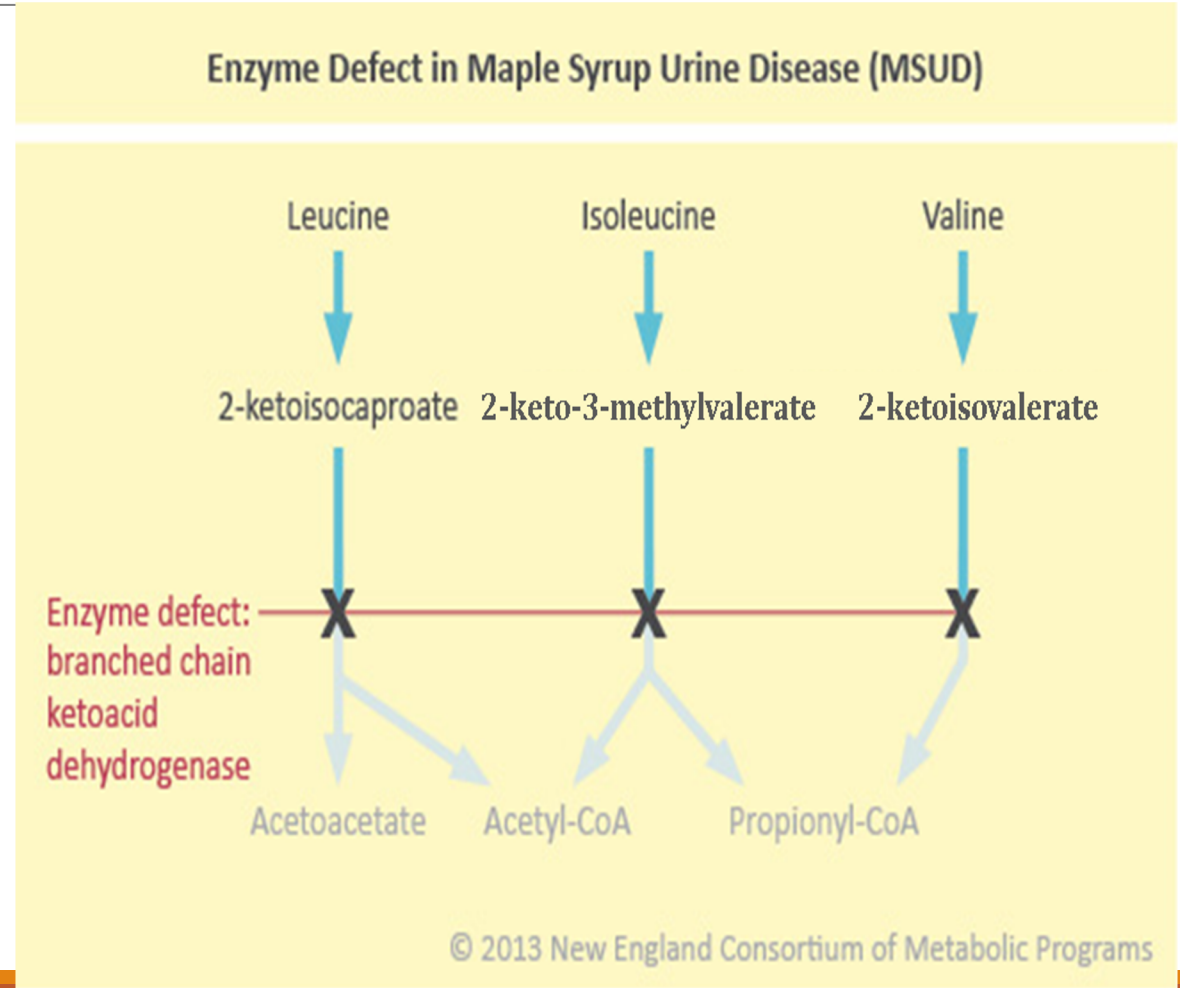 Enzyme Defect in Maple Syrup Urine Disease (MSUD)
Leucine Isoleucine Valine
2-ketoisocaproate 2-keto-3-methylvalerate 2-ketoisovalerate
Enzyme defect:
branched chain
ketoacid
dehydrogenase
X X X
Acetoacetate Acetyl-CoA Propionyl-CoA
© 2013 New England Consortium of Metabolic Programs